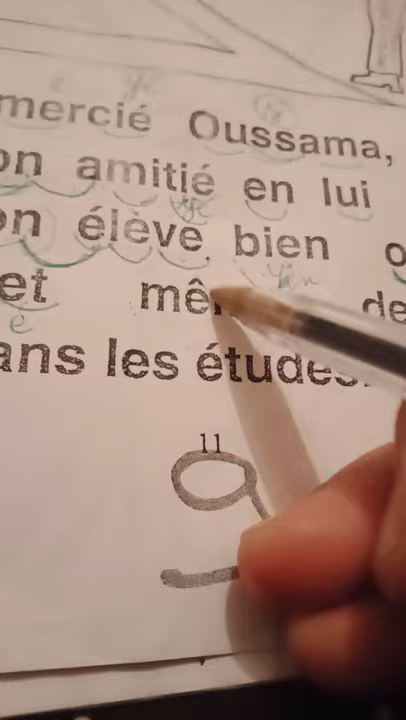 mercié Oussama,
on amitié en lui
on élève bien o
et mê de
ans les études.
11